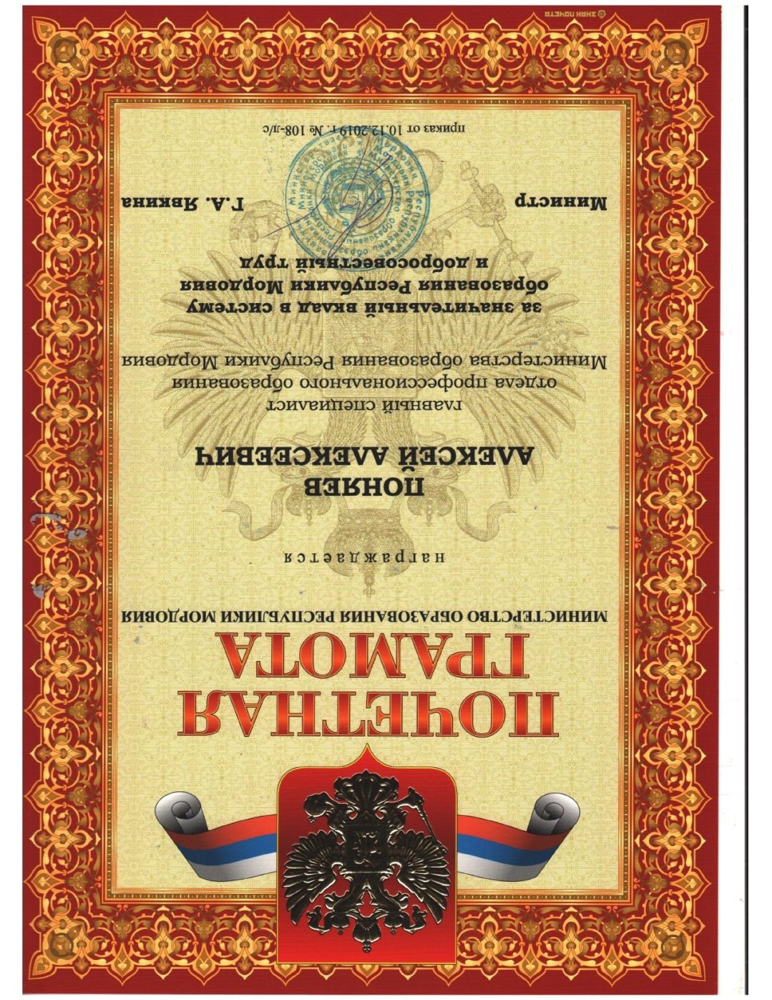 ПОЧЕТНАЯ
ГРАМОТА
МИНИСТЕРСТВО ОБРАЗОВАНИЯ РЕСПУБЛИКИ МОРДОВИЯ
награждается
ПОНЯЕВ
АЛЕКСЕЙ АЛЕКСЕЕВИЧ
главный специалист
отдела профессионального образования
Министерства образования Республики Мордовия
за значительный вклад в систему
образования Республики Мордовия
и добросовестный труд
Министр Г.А. Явкина
приказ от 10.12.2019 г. № 108-л/с
ЗНАК ПОЧЕТА